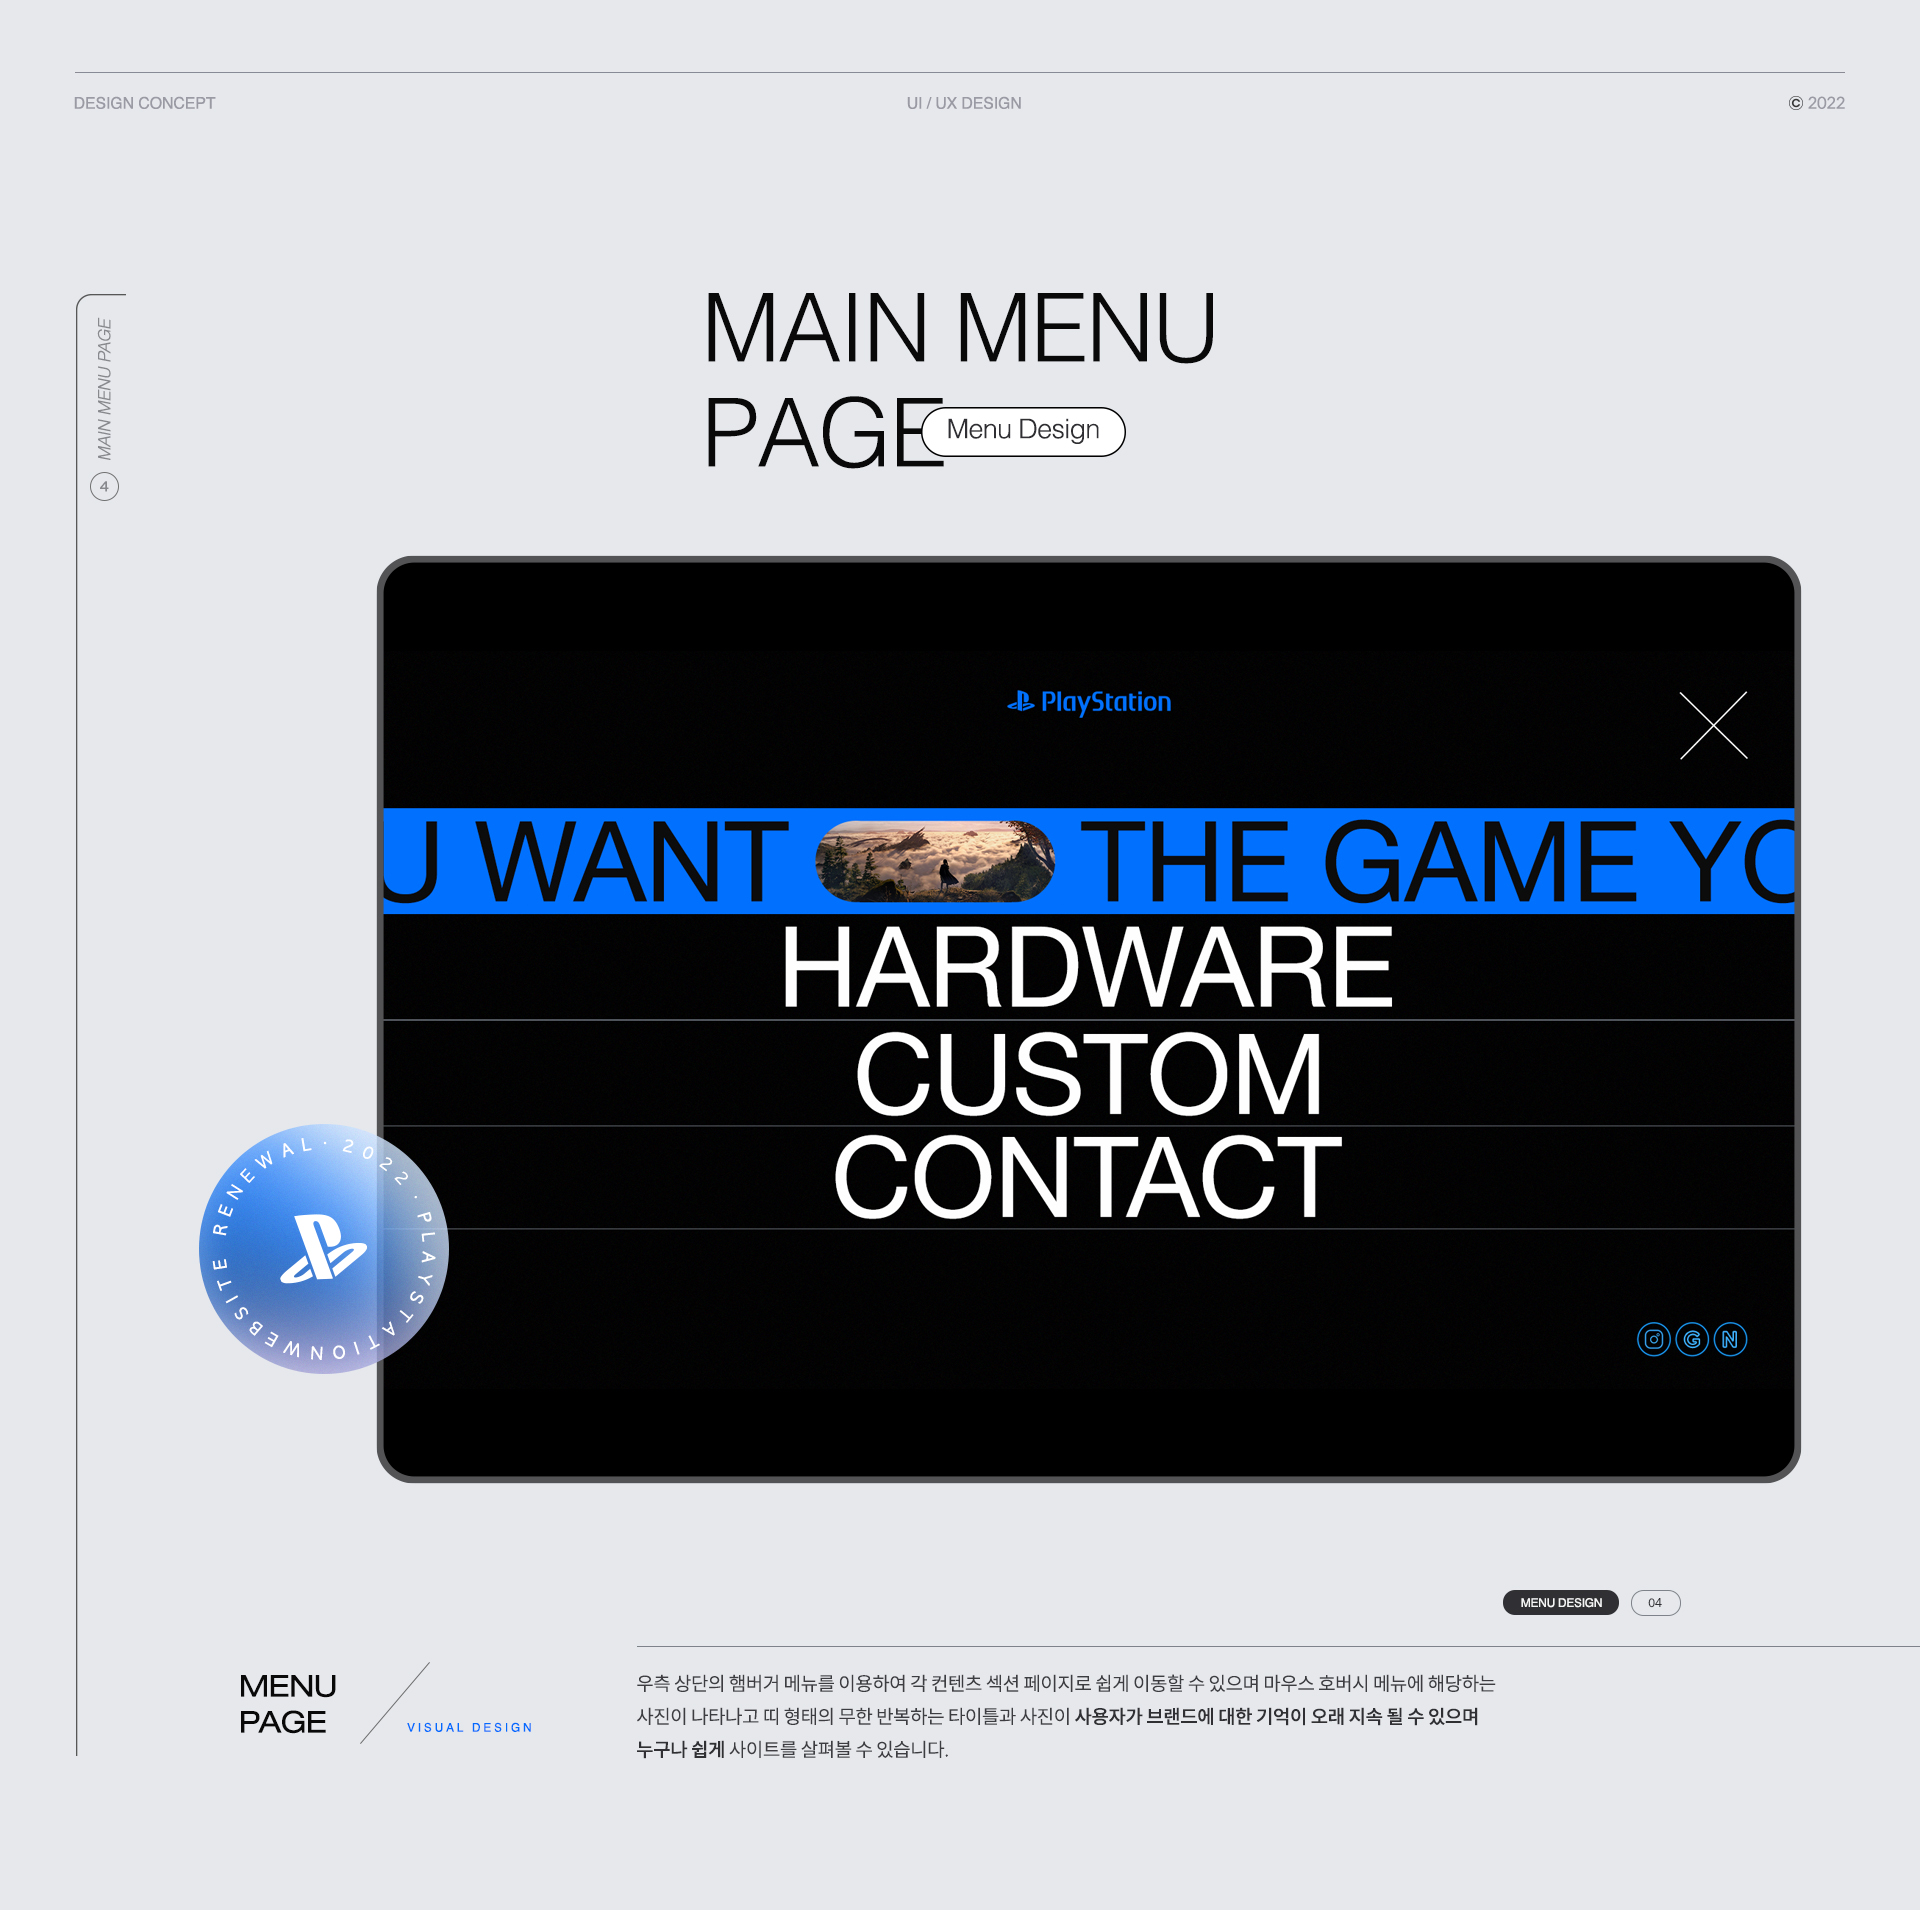 DESIGN CONCEPT
UI / UX DESIGN
© 2022
MAIN MENU PAGE
4
MAIN MENU
PAGE
Menu Design
PlayStation
U WANT THE GAME YO
HARDWARE
CUSTOM
CONTACT
2022 · PLAYSTATIONWEBSITE RENEWAL ·
G N
MENU DESIGN
04
MENU
PAGE
VISUAL DESIGN
우측 상단의 햄버거 메뉴를 이용하여 각 컨텐츠 섹션 페이지로 쉽게 이동할 수 있으며 마우스 호버시 메뉴에 해당하는
사진이 나타나고 띠 형태의 무한 반복하는 타이틀과 사진이 사용자가 브랜드에 대한 기억이 오래 지속 될 수 있으며
누구나 쉽게 사이트를 살펴볼 수 있습니다.